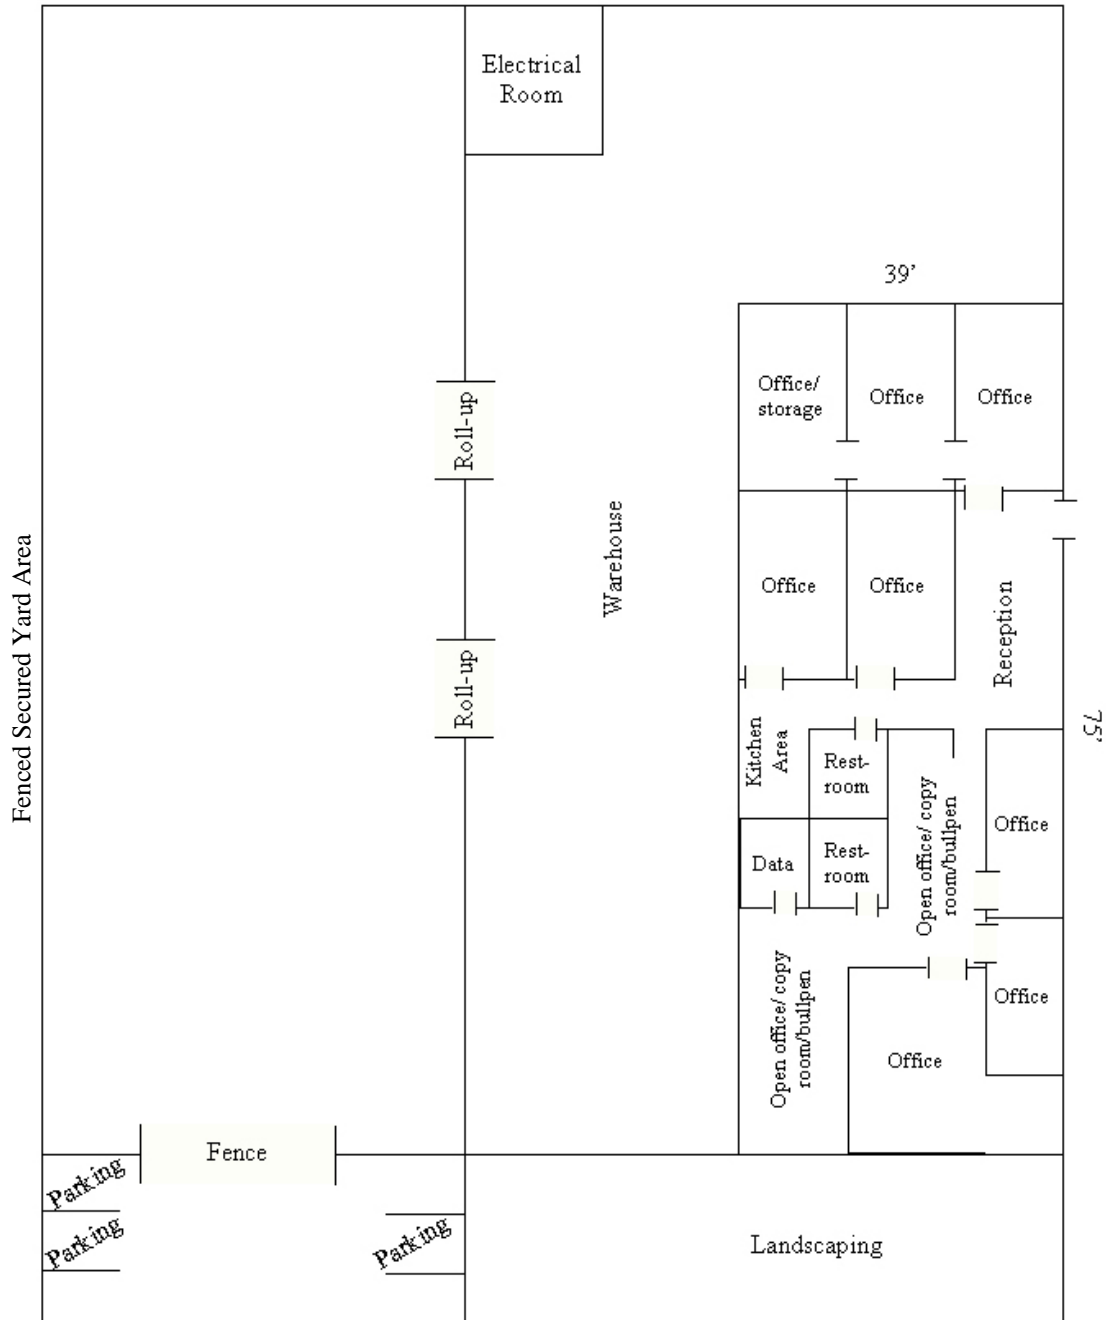 Electrical
Room
39’
Office/
storage
Office
Office
Roll-up
Warehouse
Fenced Secured Yard Area
Office
Office
Reception
Roll-up
75’
Kitchen
Area
Rest-
room
Open office/ copy
room/bullpen
Office
Data
Rest-
room
Open office/ copy
room/bullpen
Office
Office
Fence
Parking
Parking
Parking
Landscaping